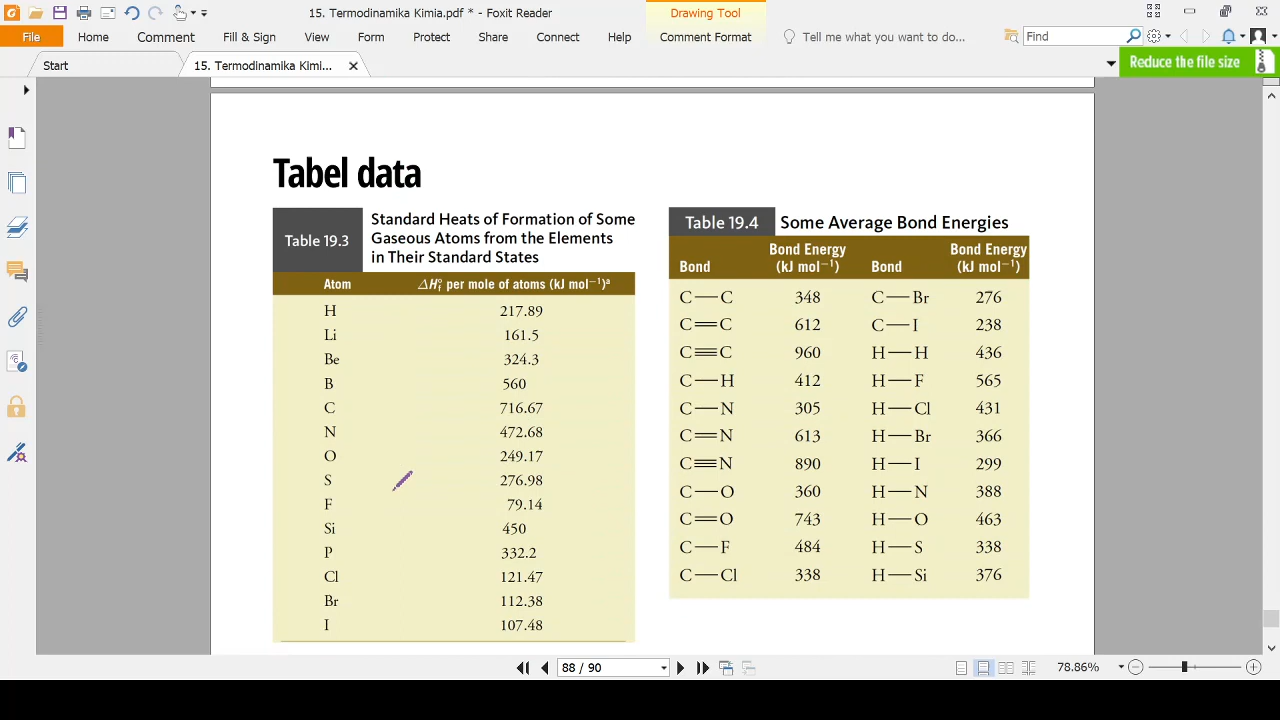 15. Termodinamika Kimia.pdf * - Foxit Reader
Drawing Tool
File Home Comment Fill & Sign View Form Protect Share Connect Help Comment Format Tell me what you want to do... Find
Start
15. Termodinamika Kimi...
Reduce the file size
Tabel data
Table 19.3
Standard Heats of Formation of Some
Gaseous Atoms from the Elements
in Their Standard States
Atom ΔH°f per mole of atoms (kJ mol⁻¹)ᵃ
H 217.89
Li 161.5
Be 324.3
B 560
C 716.67
N 472.68
O 249.17
S 276.98
F 79.14
Si 450
P 332.2
Cl 121.47
Br 112.38
I 107.48
Table 19.4 Some Average Bond Energies
Bond Bond Energy (kJ mol⁻¹) Bond Bond Energy (kJ mol⁻¹)
C—C 348 C—Br 276
C=C 612 C—I 238
C≡C 960 H—H 436
C—H 412 H—F 565
C—N 305 H—Cl 431
C=N 613 H—Br 366
C≡N 890 H—I 299
C—O 360 H—N 388
C=O 743 H—O 463
C—F 484 H—S 338
C—Cl 338 H—Si 376
88 / 90
78.86%